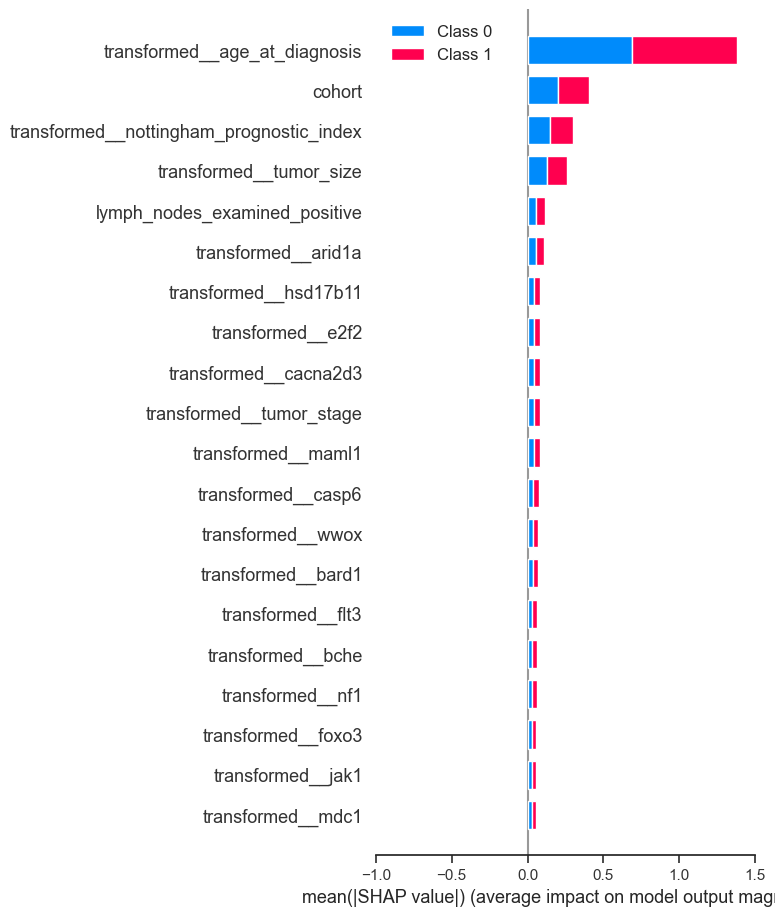 Class 0
Class 1
transformed__age_at_diagnosis
cohort
transformed__nottingham_prognostic_index
transformed__tumor_size
lymph_nodes_examined_positive
transformed__arid1a
transformed__hsd17b11
transformed__e2f2
transformed__cacna2d3
transformed__tumor_stage
transformed__maml1
transformed__casp6
transformed__wwox
transformed__bard1
transformed__flt3
transformed__bche
transformed__nf1
transformed__foxo3
transformed__jak1
transformed__mdc1
−1.0 −0.5 0.0 0.5 1.0 1.5
mean(|SHAP value|) (average impact on model output magn